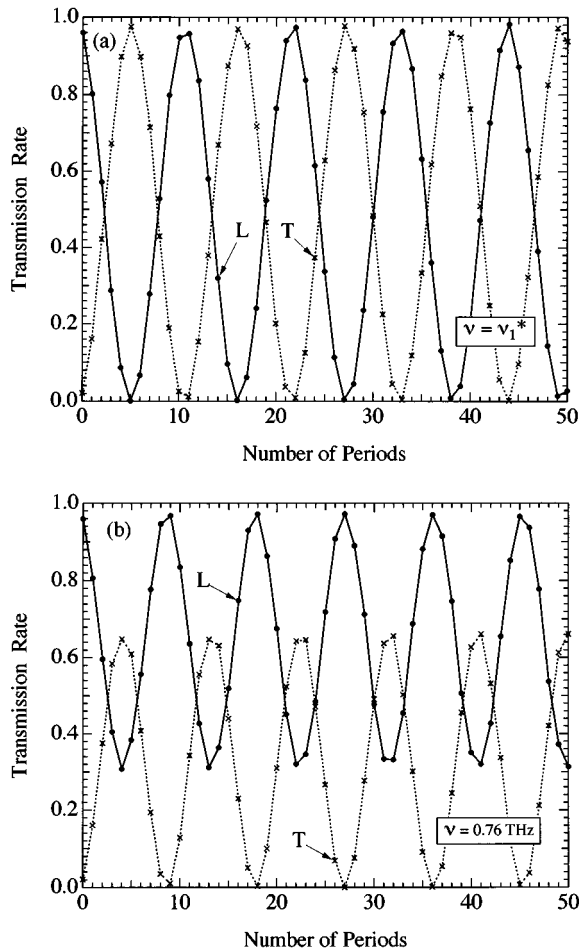 (a)
1.0
0.8
0.6
0.4
0.2
0.0
Transmission Rate
L
T
ν = ν₁*
0 10 20 30 40 50
Number of Periods
(b)
1.0
0.8
0.6
0.4
0.2
0.0
Transmission Rate
L
T
ν = 0.76 THz
0 10 20 30 40 50
Number of Periods